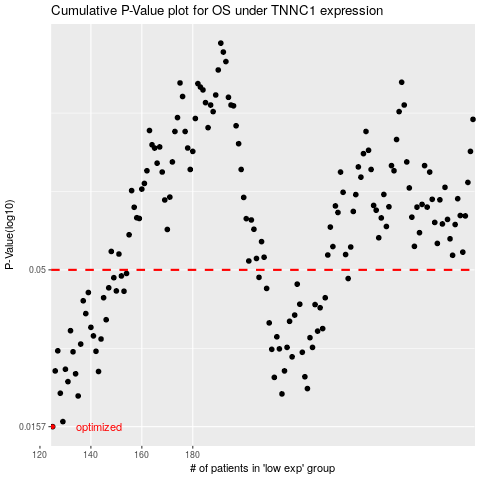 Cumulative P-Value plot for OS under TNNC1 expression
P-Value(log10)
0.05
0.0157
optimized
120 140 160 180
# of patients in 'low exp' group